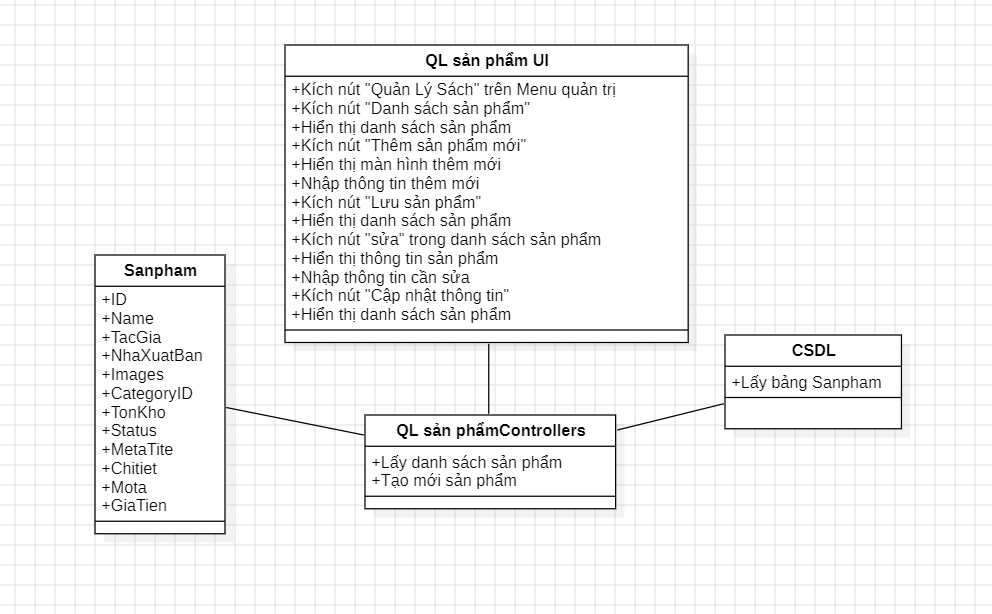 QL sản phẩm UI
+Kích nút "Quản Lý Sách" trên Menu quản trị
+Kích nút "Danh sách sản phẩm"
+Hiển thị danh sách sản phẩm
+Kích nút "Thêm sản phẩm mới"
+Hiển thị màn hình thêm mới
+Nhập thông tin thêm mới
+Kích nút "Lưu sản phẩm"
+Hiển thị danh sách sản phẩm
+Kích nút "sửa" trong danh sách sản phẩm
+Hiển thị thông tin sản phẩm
+Nhập thông tin cần sửa
+Kích nút "Cập nhật thông tin"
+Hiển thị danh sách sản phẩm
Sanpham
+ID
+Name
+TacGia
+NhaXuatBan
+Images
+CategoryID
+TonKho
+Status
+MetaTite
+Chitiet
+Mota
+GiaTien
QL sản phẩmControllers
+Lấy danh sách sản phẩm
+Tạo mới sản phẩm
CSDL
+Lấy bảng Sanpham